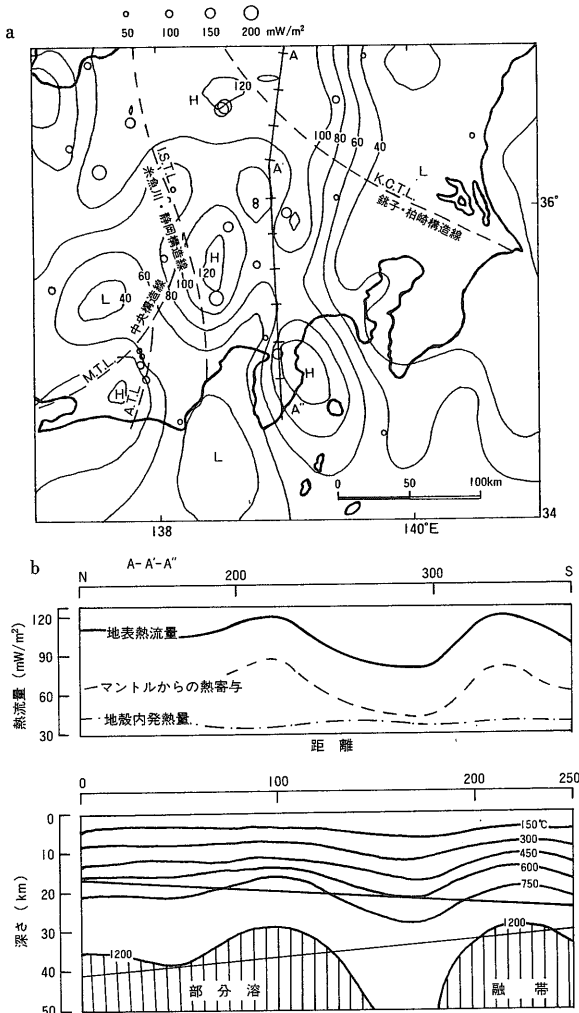 50 100 150 200 mW/m²
a
A
120
H
100 80 60 40
I.S.T.L.
糸魚川・静岡構造線
A'
L
K.C.T.L.
銚子・柏崎構造線
36°
8
H
120
100
80
60
40
L
中央構造線
M.T.L.
H
A.T.L.
H
A"
L
0 50 100km
138
140°E
34
b
A-A'-A"
N 200 300 S
熱流量 (mW/m²)
120
90
60
30
地表熱流量
マントルからの熱寄与
地殻内発熱量
距離
0 100 200 250
深さ (km)
0
10
20
30
40
50
150℃
300
450
600
750
1200
1200
部分溶 融帯